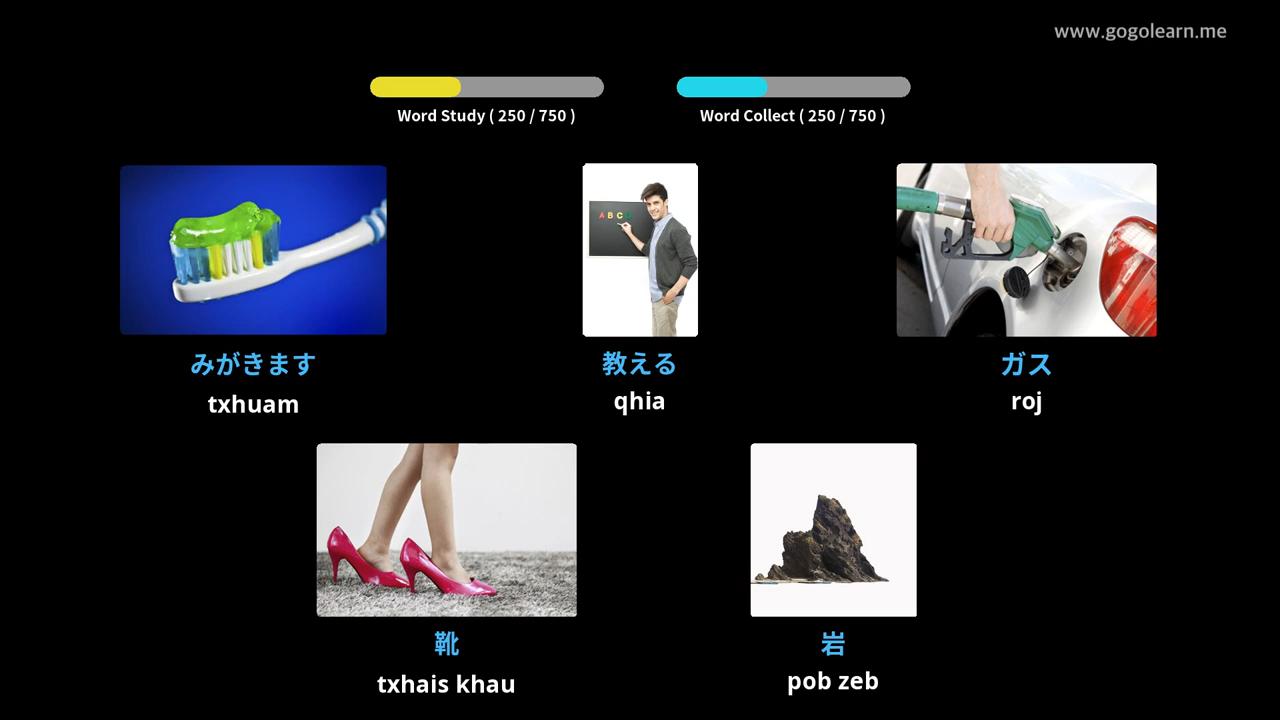 www.gogolearn.me
Word Study ( 250 / 750 )
Word Collect ( 250 / 750 )
みがきます
txhuam
教える
qhia
ガス
roj
靴
txhais khau
岩
pob zeb
A B C D